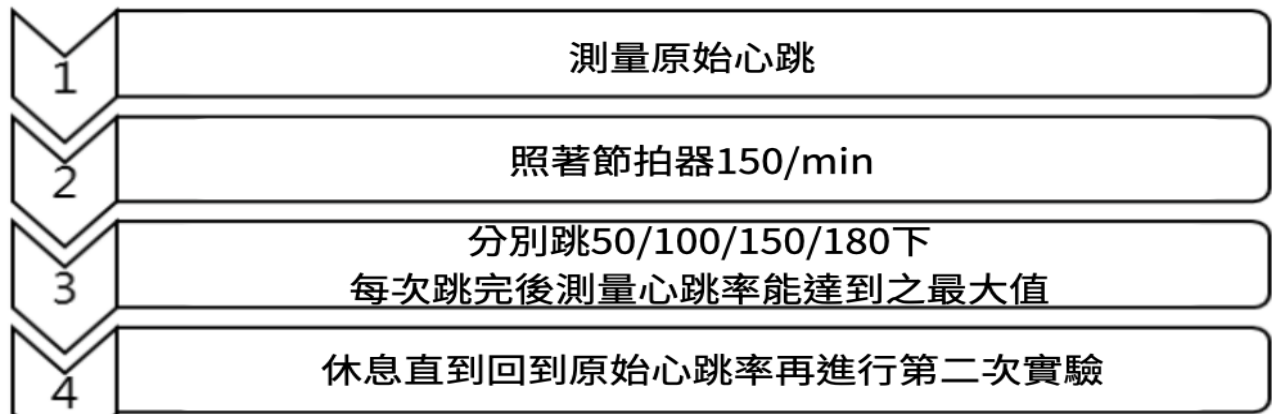 1
測量原始心跳
2
照著節拍器150/min
3
分別跳50/100/150/180下
每次跳完後測量心跳率能達到之最大值
4
休息直到回到原始心跳率再進行第二次實驗